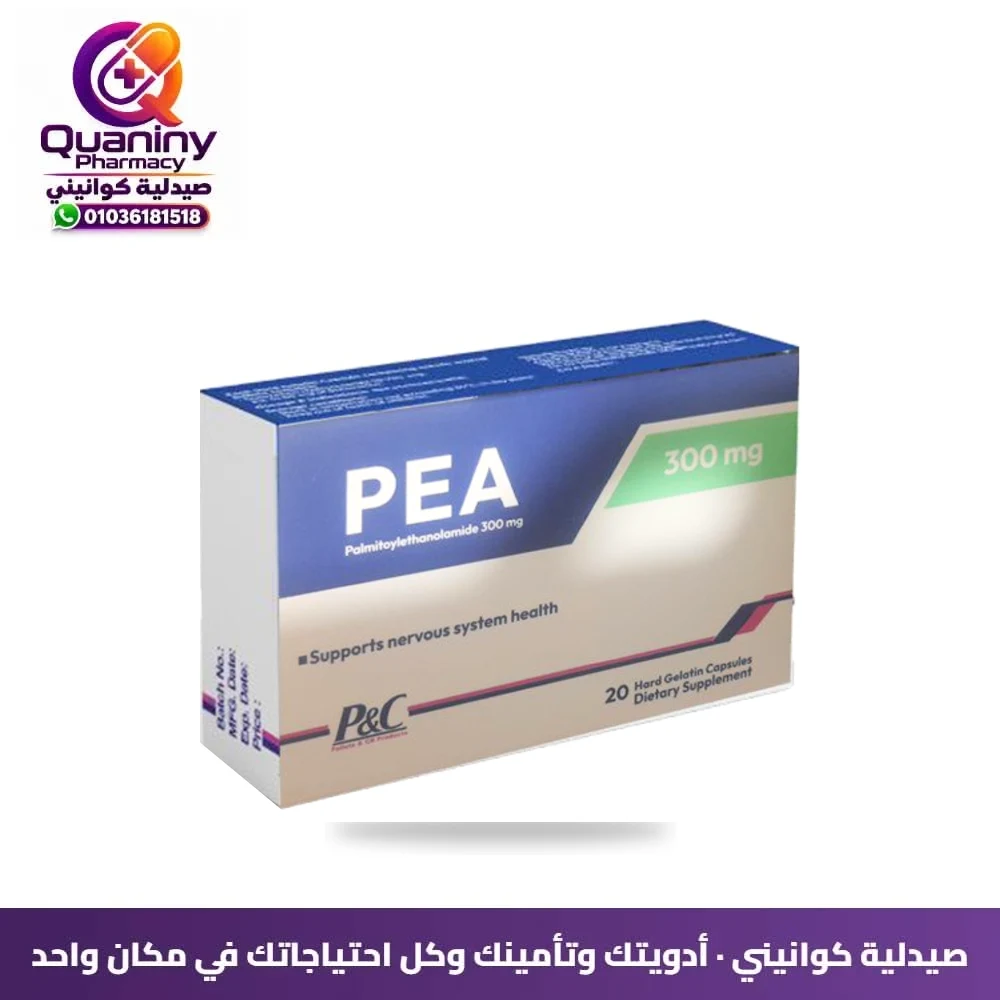 Quaniny
Pharmacy
صيدلية كوانيني
01036181518
PEA
Palmitoylethanolamide 300 mg
300 mg
Supports nervous system health
20 Hard Gelatin Capsules
Dietary Supplement
P&C
Batch No.:
MFG. Date:
Exp. Date:
Price :
صيدلية كوانيني . أدويتك وتأمينك وكل احتياجاتك في مكان واحد